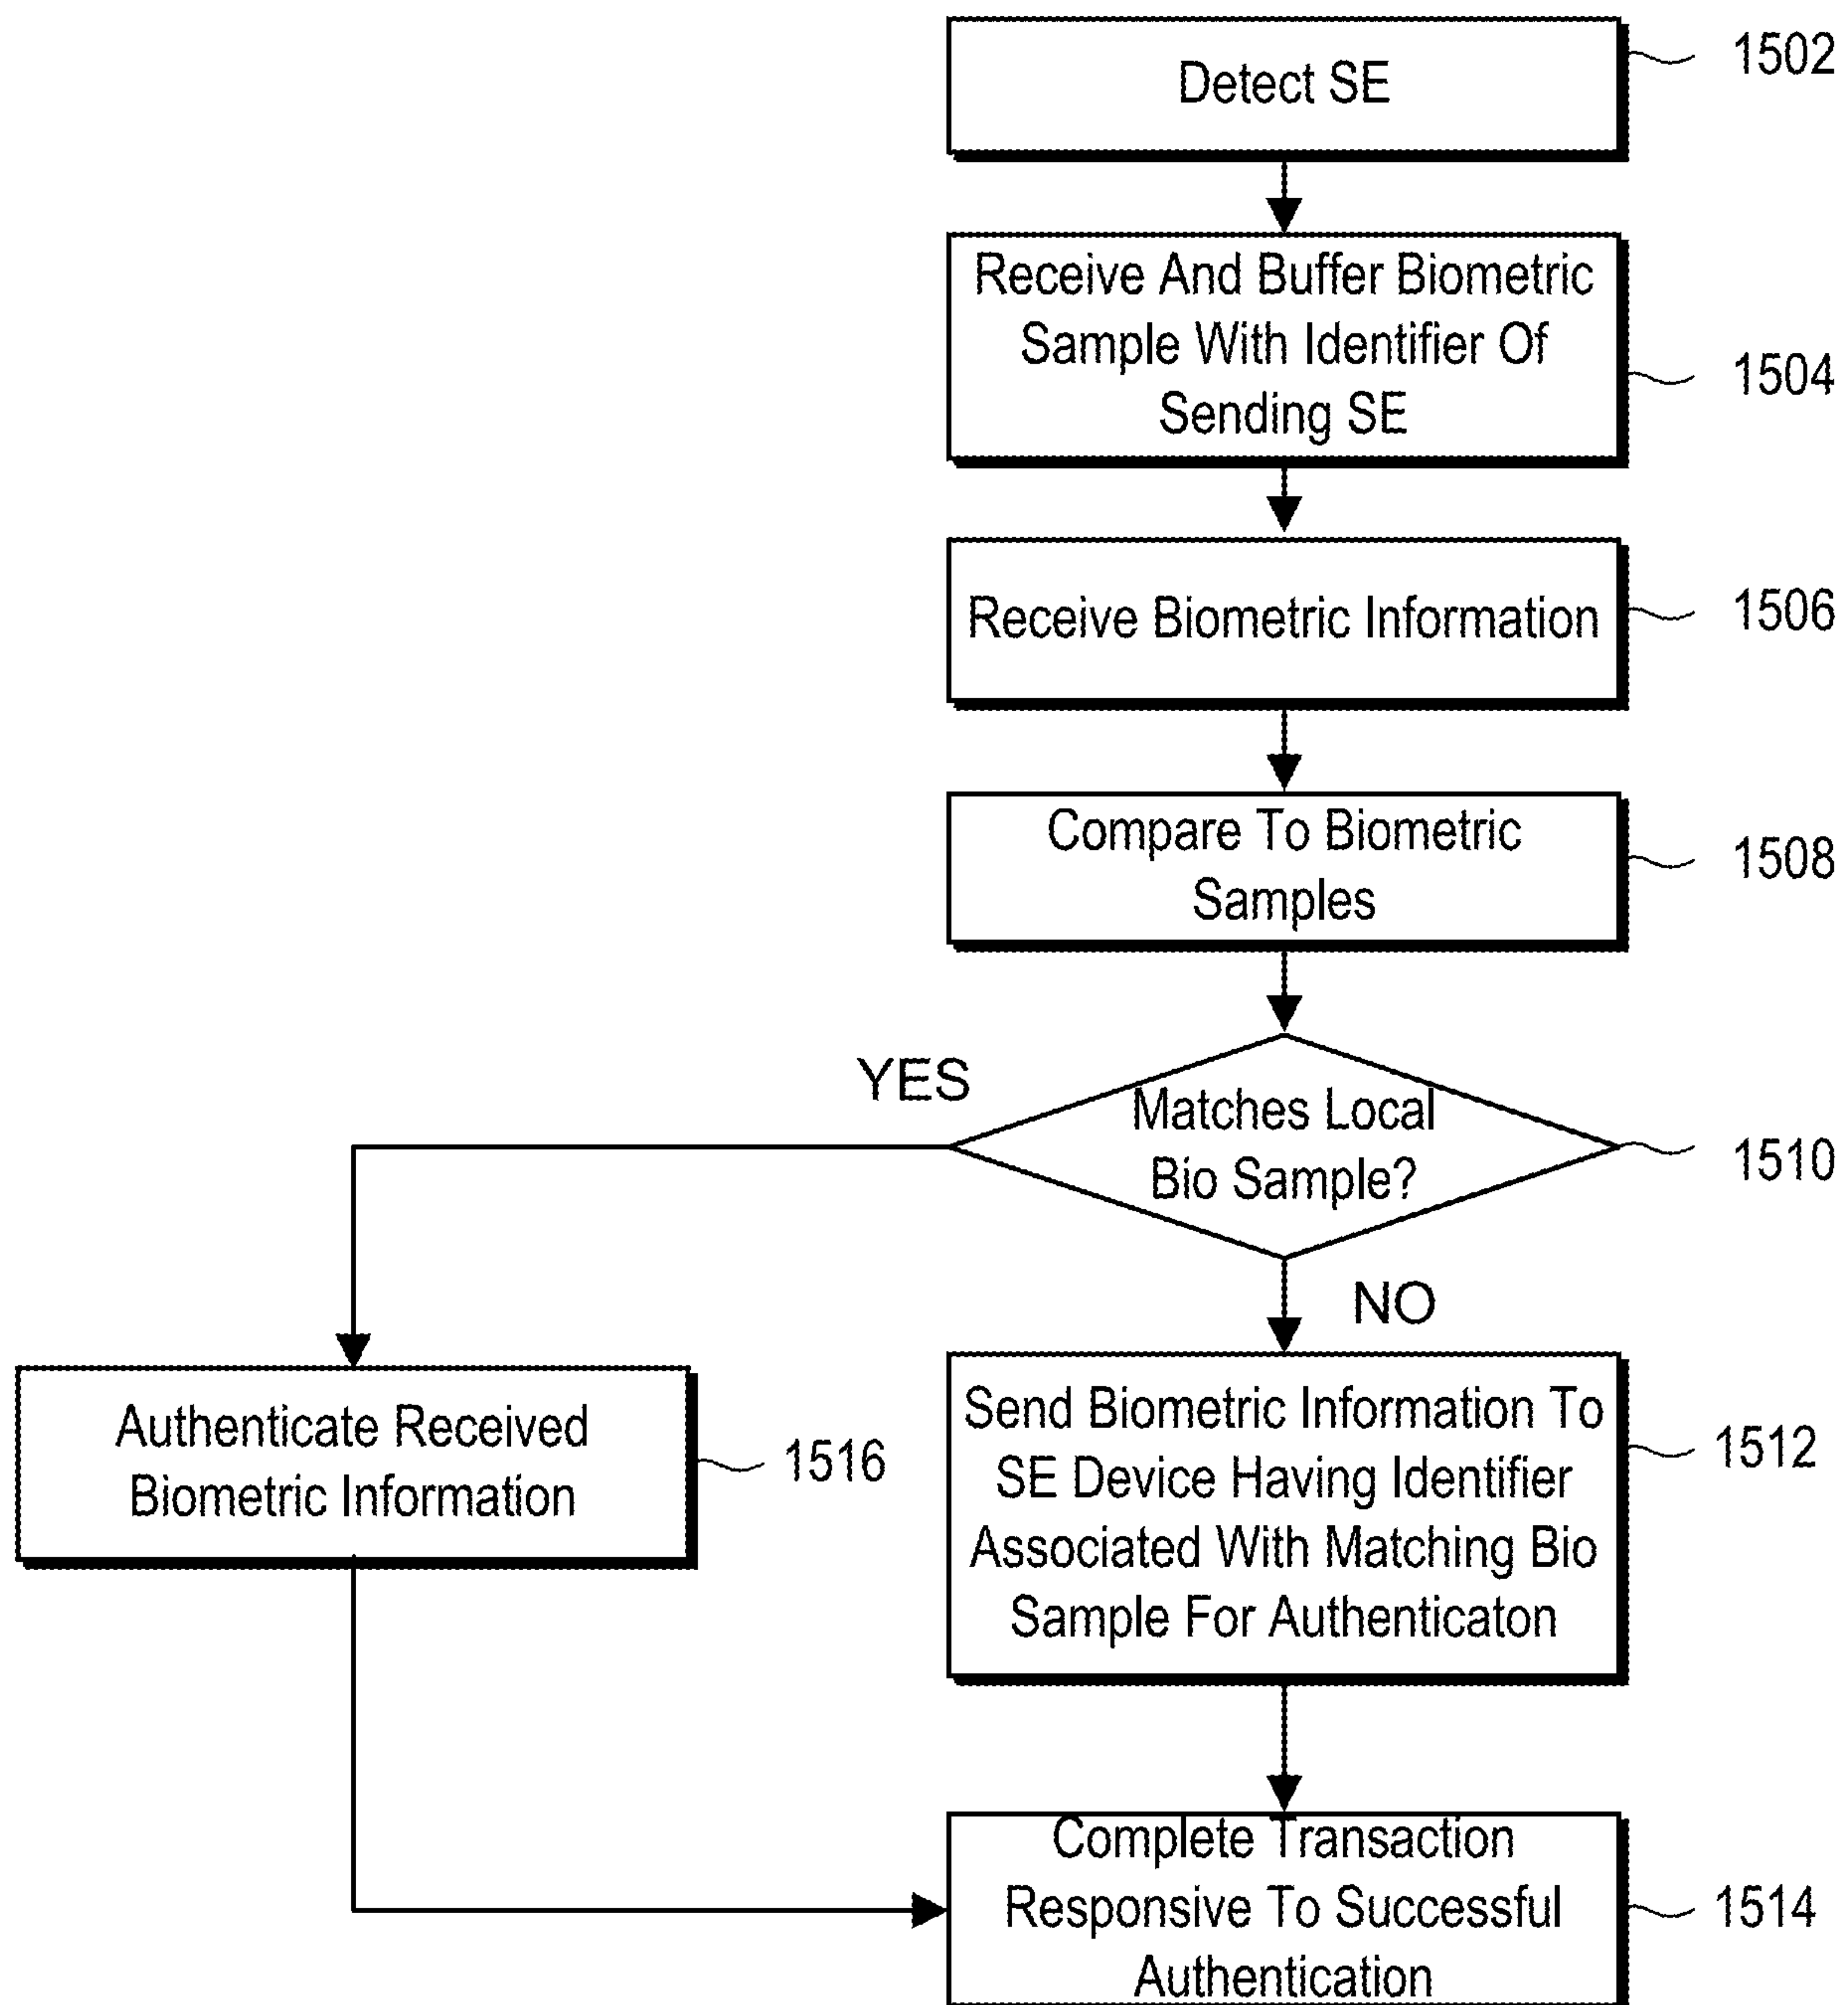 Detect SE
1502
Receive And Buffer Biometric
Sample With Identifier Of
Sending SE
1504
Receive Biometric Information
1506
Compare To Biometric
Samples
1508
YES
Matches Local
Bio Sample?
1510
NO
Authenticate Received
Biometric Information
1516
Send Biometric Information To
SE Device Having Identifier
Associated With Matching Bio
Sample For Authenticaton
1512
Complete Transaction
Responsive To Successful
Authentication
1514